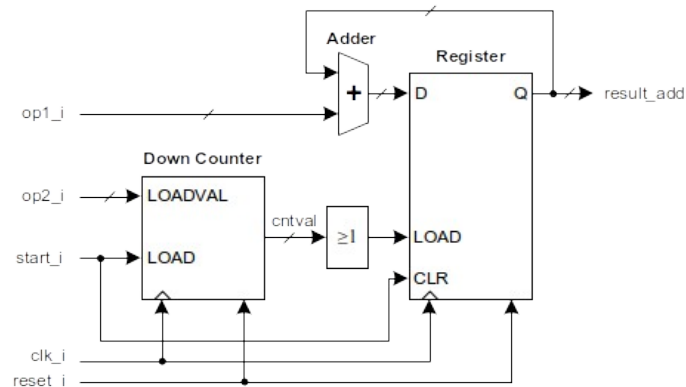 Adder
Register
+
D
Q
result_add
op1_i
Down Counter
op2_i
LOADVAL
cntval
≥1
start_i
LOAD
LOAD
CLR
clk_i
reset_i